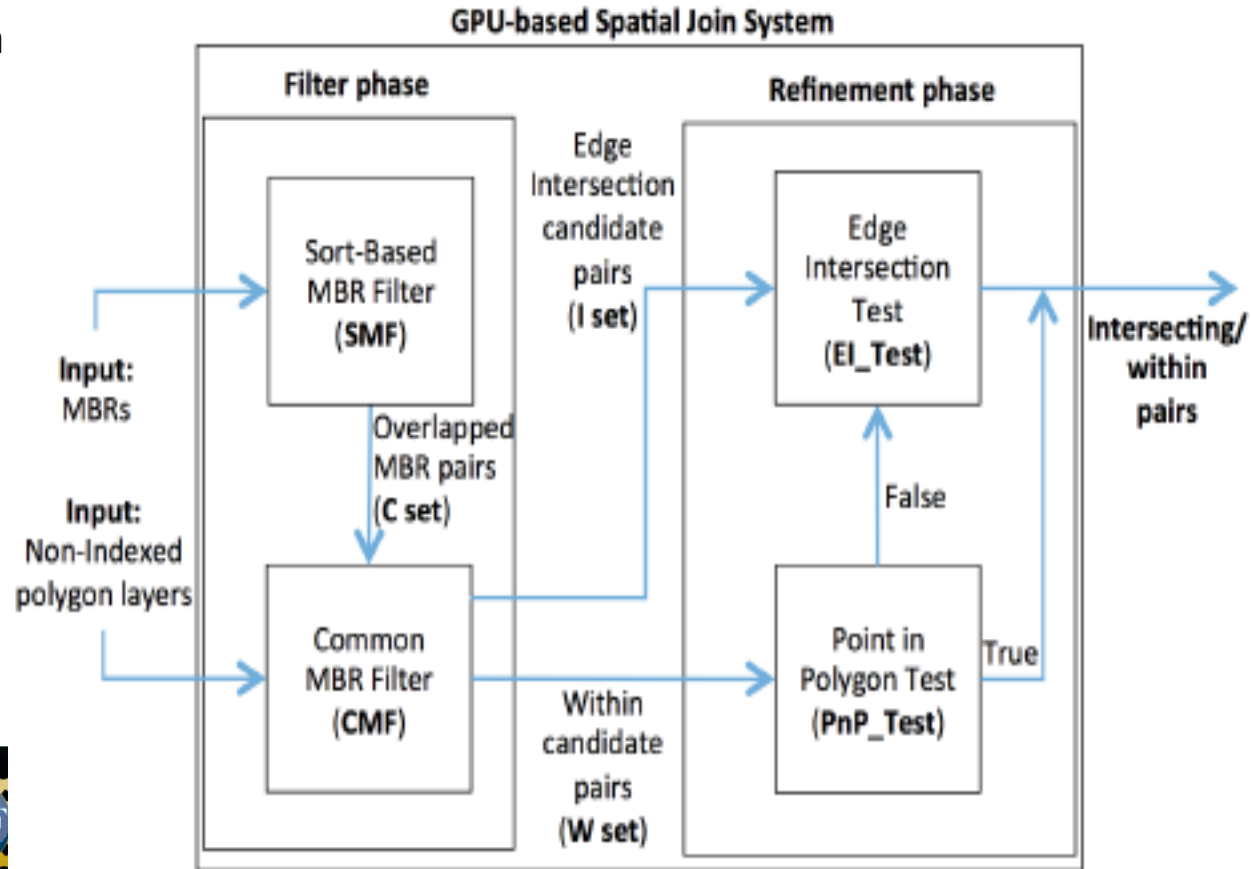 GPU-based Spatial Join System
Filter phase
Refinement phase
Sort-Based
MBR Filter
(SMF)
Edge
Intersection
candidate
pairs
(I set)
Edge
Intersection
Test
(EI_Test)
Intersecting/
within
pairs
Input:
MBRs
Overlapped
MBR pairs
(C set)
False
Input:
Non-Indexed
polygon layers
Common
MBR Filter
(CMF)
Within
candidate
pairs
(W set)
Point in
Polygon Test
(PnP_Test)
True